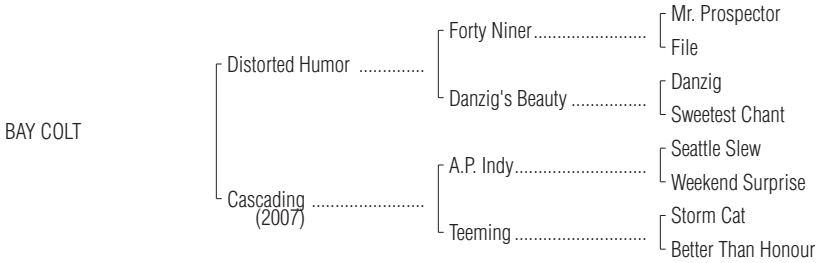 Mr. Prospector
Forty Niner........................
File
Distorted Humor ..............
Danzig
Danzig's Beauty ................
Sweetest Chant
BAY COLT
Seattle Slew
A.P. Indy............................
Weekend Surprise
Cascading ........................
(2007)
Storm Cat
Teeming ............................
Better Than Honour